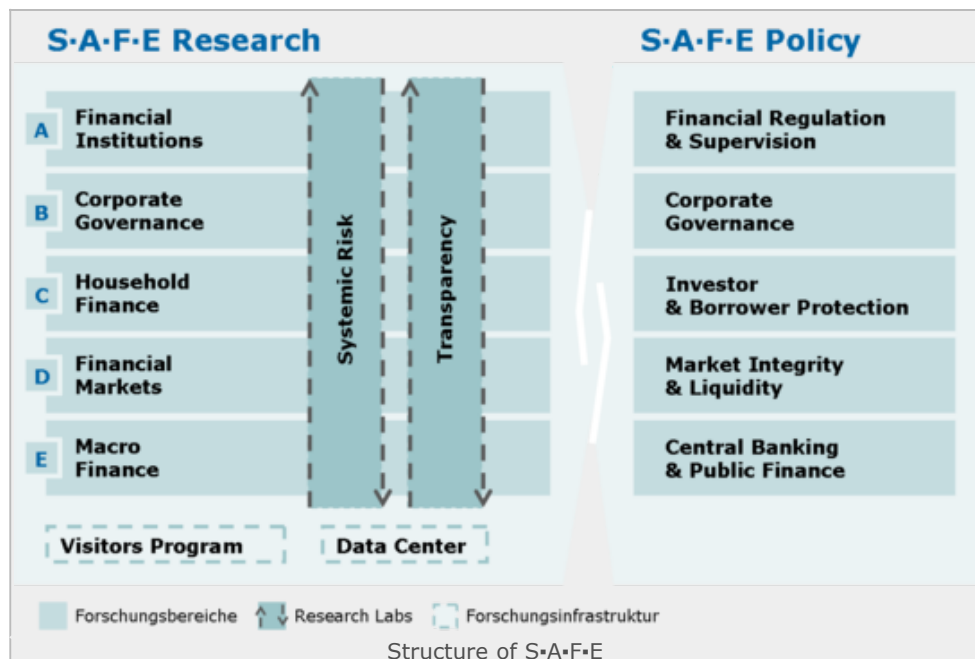 S▪A▪F▪E Research
S▪A▪F▪E Policy
A
Financial
Institutions
B
Corporate
Governance
C
Household
Finance
D
Financial
Markets
E
Macro
Finance
Systemic Risk
Transparency
Visitors Program
Data Center
Financial Regulation
& Supervision
Corporate
Governance
Investor
& Borrower Protection
Market Integrity
& Liquidity
Central Banking
& Public Finance
Forschungsbereiche
Research Labs
Forschungsinfrastruktur
Structure of S▪A▪F▪E